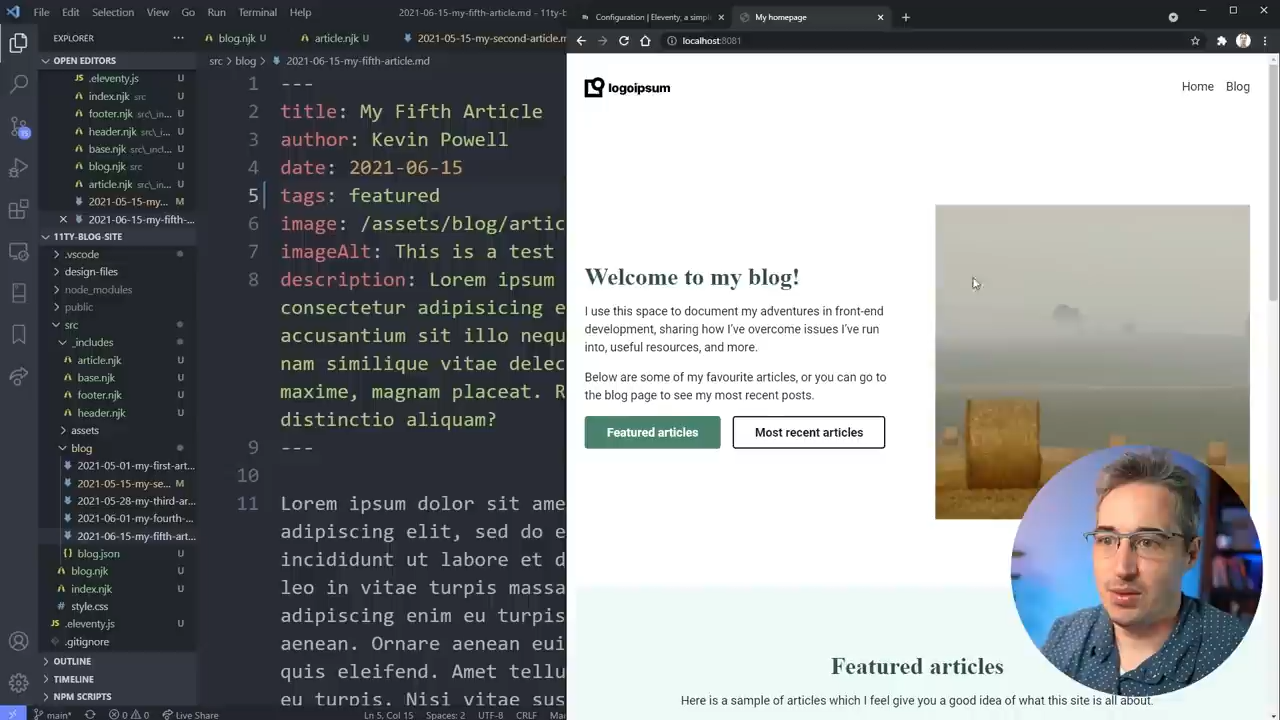 File Edit Selection View Go Run Terminal 2021-06-15-my-fifth-article.md - 11ty-b
EXPLORER
OPEN EDITORS
.eleventy.js U
index.njk U
footer.njk src\_in... U
header.njk src\_i... U
base.njk src\_incl... U
blog.njk src U
article.njk src\_in... U
2021-05-15-my-... M
2021-06-15-my-fifth-...
11TY-BLOG-SITE
.vscode
design-files
node_modules
public
src
_includes
article.njk U
base.njk U
footer.njk U
header.njk U
assets
blog
2021-05-01-my-first-art...
2021-05-15-my-se... M
2021-05-28-my-third-ar...
2021-06-01-my-fourth-...
2021-06-15-my-fifth-art...
blog.json U
blog.njk U
index.njk U
style.css
.eleventy.js U
.gitignore
OUTLINE
TIMELINE
NPM SCRIPTS
blog.njk U article.njk U 2021-05-15-my-second-article.m
src > blog > 2021-06-15-my-fifth-article.md
1 ---
2 title: My Fifth Article
3 author: Kevin Powell
4 date: 2021-06-15
5 tags: featured
6 image: /assets/blog/artic
7 imageAlt: This is a test
8 description: Lorem ipsum
consectetur adipisicing e
accusantium sit illo nequ
nam similique vitae delec
maxime, magnam placeat. R
distinctio aliquam?
9 ---
10
11 Lorem ipsum dolor sit ame
adipiscing elit, sed do e
incididunt ut labore et d
leo in vitae turpis massa
adipiscing enim eu turpis
aenean. Ornare aenean eui
quis eleifend. Amet tellu
eu turpis. Nisi vitae sus
main* 0 0 Live Share Ln 5, Col 15 Spaces: 2 UTF-8 CRLF
Configuration | Eleventy, a simpl My homepage
localhost:8081
logoipsum
Home Blog
Welcome to my blog!
I use this space to document my adventures in front-end
development, sharing how I've overcome issues I've run
into, useful resources, and more.
Below are some of my favourite articles, or you can go to
the blog page to see my most recent posts.
Featured articles Most recent articles
Featured articles
Here is a sample of articles which I feel give you a good idea of what this site is all about.